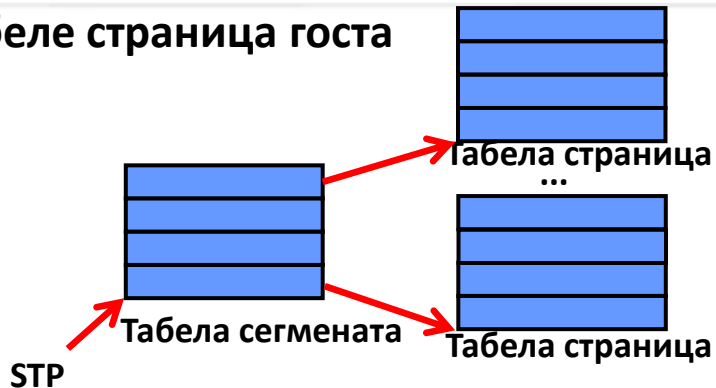 беле страница госта
Табела страница
...
Табела сегмената
Табела страница
STP